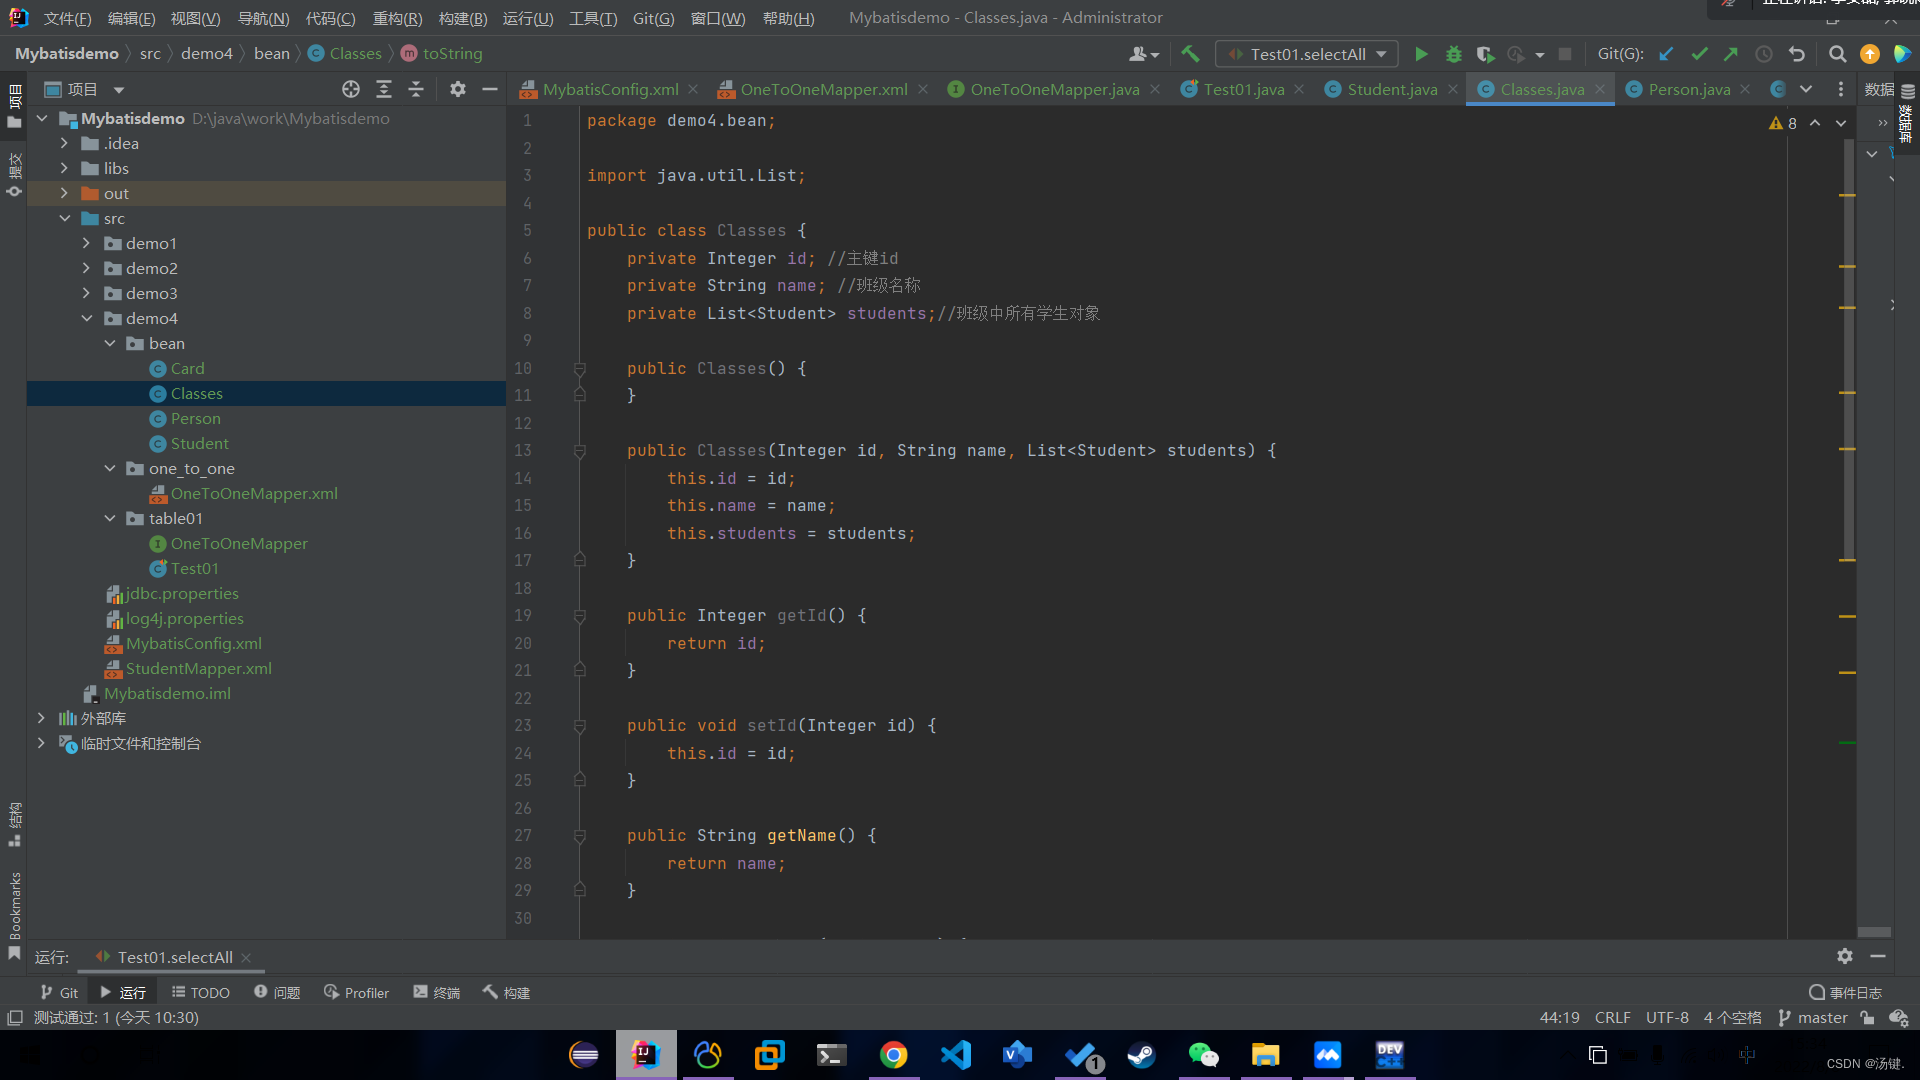 文件(F) 编辑(E) 视图(V) 导航(N) 代码(C) 重构(R) 构建(B) 运行(U) 工具(T) Git(G) 窗口(W) 帮助(H) Mybatisdemo - Classes.java - Administrator
Mybatisdemo src demo4 bean Classes toString Test01.selectAll Git(G):
项目 MybatisConfig.xml OneToOneMapper.xml OneToOneMapper.java Test01.java Student.java Classes.java Person.java 数据
项目
提交
结构
Bookmarks
数据库
Mybatisdemo D:\java\work\Mybatisdemo
.idea
libs
out
src
demo1
demo2
demo3
demo4
bean
Card
Classes
Person
Student
one_to_one
OneToOneMapper.xml
table01
OneToOneMapper
Test01
jdbc.properties
log4j.properties
MybatisConfig.xml
StudentMapper.xml
Mybatisdemo.iml
外部库
临时文件和控制台
8
1 package demo4.bean;
2
3 import java.util.List;
4
5 public class Classes {
6 private Integer id; //主键id
7 private String name; //班级名称
8 private List<Student> students;//班级中所有学生对象
9
10 public Classes() {
11 }
12
13 public Classes(Integer id, String name, List<Student> students) {
14 this.id = id;
15 this.name = name;
16 this.students = students;
17 }
18
19 public Integer getId() {
20 return id;
21 }
22
23 public void setId(Integer id) {
24 this.id = id;
25 }
26
27 public String getName() {
28 return name;
29 }
30
运行: Test01.selectAll
Git 运行 TODO 问题 Profiler 终端 构建 事件日志
测试通过: 1 (今天 10:30) 44:19 CRLF UTF-8 4 个空格 master
1
DEV C++
中
CSDN @汤键.